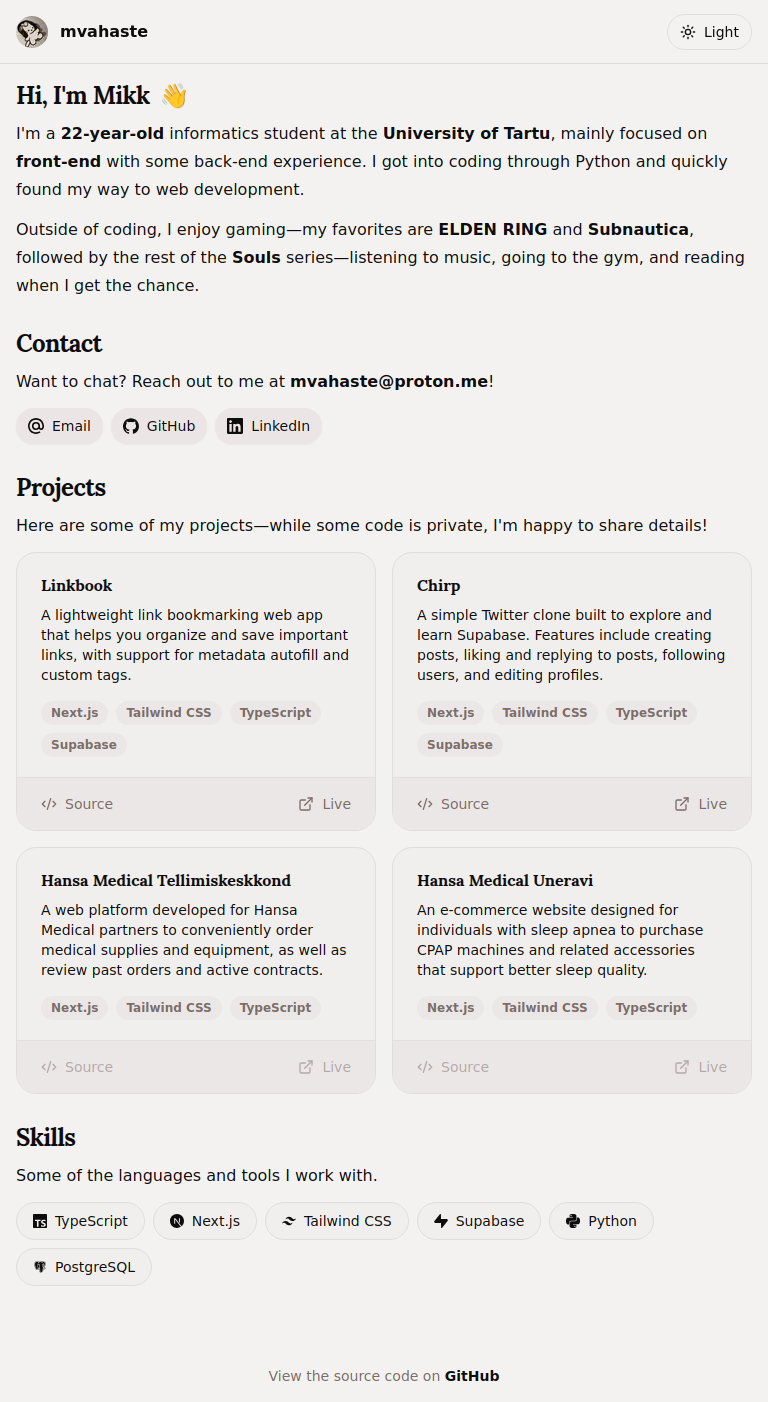 mvahaste
Light
Hi, I'm Mikk 👋
I'm a 22-year-old informatics student at the University of Tartu, mainly focused on
front-end with some back-end experience. I got into coding through Python and quickly
found my way to web development.
Outside of coding, I enjoy gaming—my favorites are ELDEN RING and Subnautica,
followed by the rest of the Souls series—listening to music, going to the gym, and reading
when I get the chance.
Contact
Want to chat? Reach out to me at mvahaste@proton.me!
Email GitHub LinkedIn
Projects
Here are some of my projects—while some code is private, I'm happy to share details!
Linkbook
A lightweight link bookmarking web app
that helps you organize and save important
links, with support for metadata autofill and
custom tags.
Next.js Tailwind CSS TypeScript
Supabase
Source Live
Chirp
A simple Twitter clone built to explore and
learn Supabase. Features include creating
posts, liking and replying to posts, following
users, and editing profiles.
Next.js Tailwind CSS TypeScript
Supabase
Source Live
Hansa Medical Tellimiskeskkond
A web platform developed for Hansa
Medical partners to conveniently order
medical supplies and equipment, as well as
review past orders and active contracts.
Next.js Tailwind CSS TypeScript
Source Live
Hansa Medical Uneravi
An e-commerce website designed for
individuals with sleep apnea to purchase
CPAP machines and related accessories
that support better sleep quality.
Next.js Tailwind CSS TypeScript
Source Live
Skills
Some of the languages and tools I work with.
TypeScript Next.js Tailwind CSS Supabase Python
PostgreSQL
View the source code on GitHub